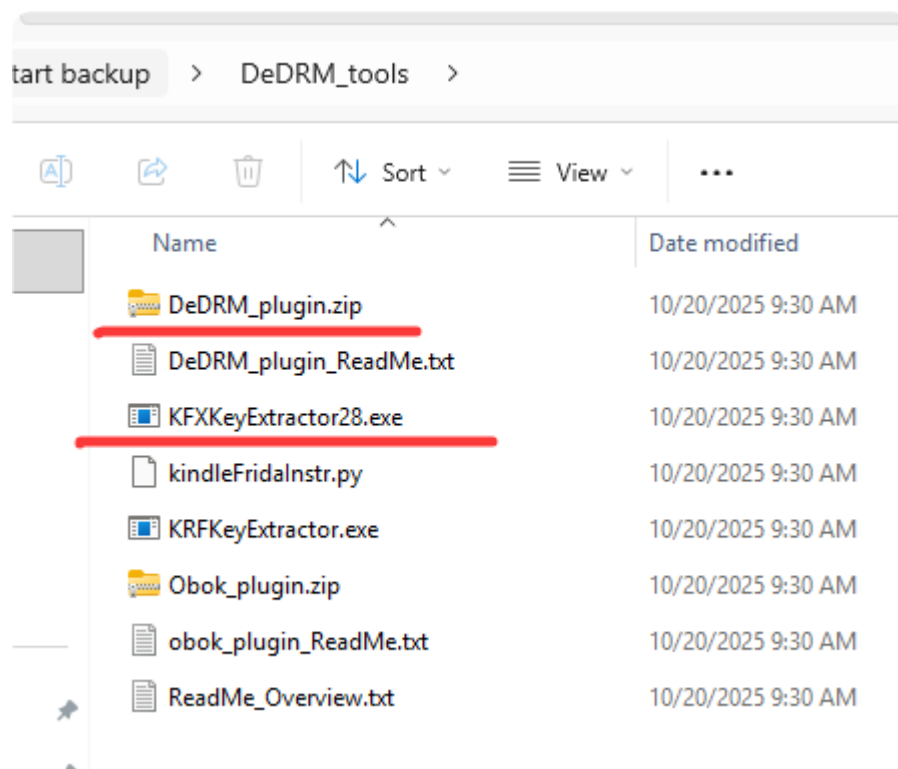 tart backup > DeDRM_tools >
Sort View ...
Name Date modified
DeDRM_plugin.zip 10/20/2025 9:30 AM
DeDRM_plugin_ReadMe.txt 10/20/2025 9:30 AM
KFXKeyExtractor28.exe 10/20/2025 9:30 AM
kindleFridaInstr.py 10/20/2025 9:30 AM
KRFKeyExtractor.exe 10/20/2025 9:30 AM
Obok_plugin.zip 10/20/2025 9:30 AM
obok_plugin_ReadMe.txt 10/20/2025 9:30 AM
ReadMe_Overview.txt 10/20/2025 9:30 AM